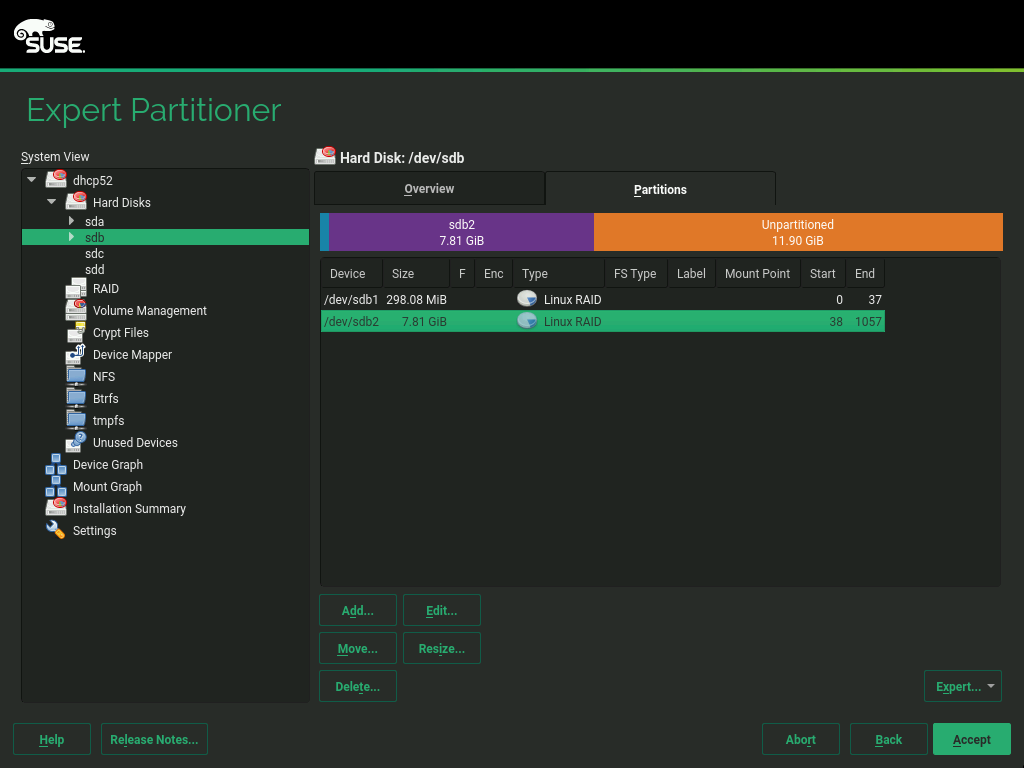 SUSE
Expert Partitioner
System View
dhcp52
Hard Disks
sda
sdb
sdc
sdd
RAID
Volume Management
Crypt Files
Device Mapper
NFS
Btrfs
tmpfs
Unused Devices
Device Graph
Mount Graph
Installation Summary
Settings
Hard Disk: /dev/sdb
Overview Partitions
sdb2 Unpartitioned
7.81 GiB 11.90 GiB
Device Size F Enc Type FS Type Label Mount Point Start End
/dev/sdb1 298.08 MiB Linux RAID 0 37
/dev/sdb2 7.81 GiB Linux RAID 38 1057
Add... Edit...
Move... Resize...
Delete... Expert...
Help Release Notes... Abort Back Accept